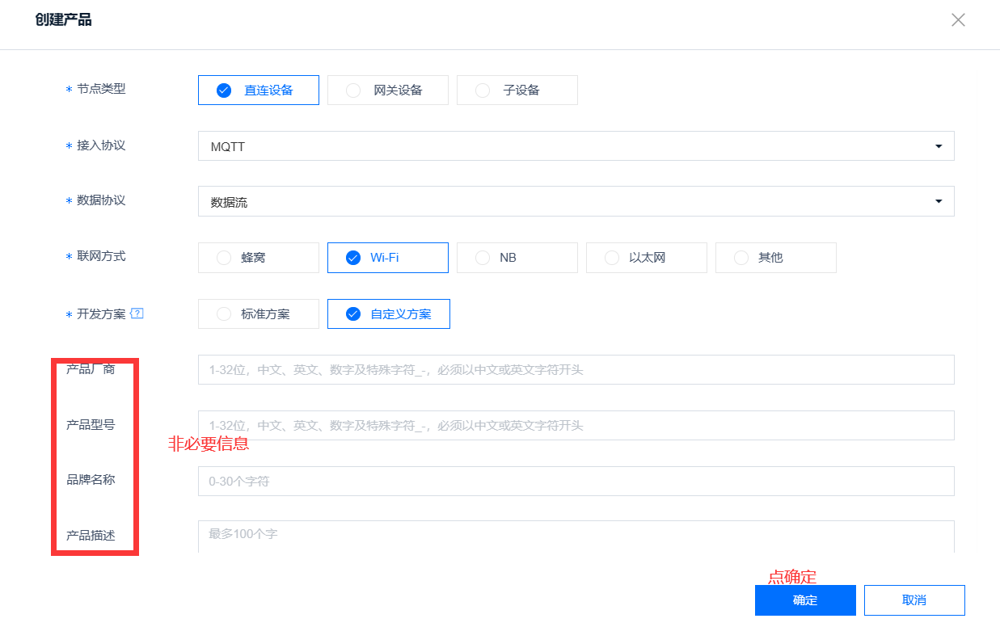 创建产品
* 节点类型 直连设备 网关设备 子设备
* 接入协议 MQTT
* 数据协议 数据流
* 联网方式 蜂窝 Wi-Fi NB 以太网 其他
* 开发方案 ? 标准方案 自定义方案
产品厂商 1-32位，中文、英文、数字及特殊字符_-，必须以中文或英文字符开头
产品型号 1-32位，中文、英文、数字及特殊字符_-，必须以中文或英文字符开头
非必要信息
品牌名称 0-30个字符
产品描述 最多100个字
点确定
确定 取消